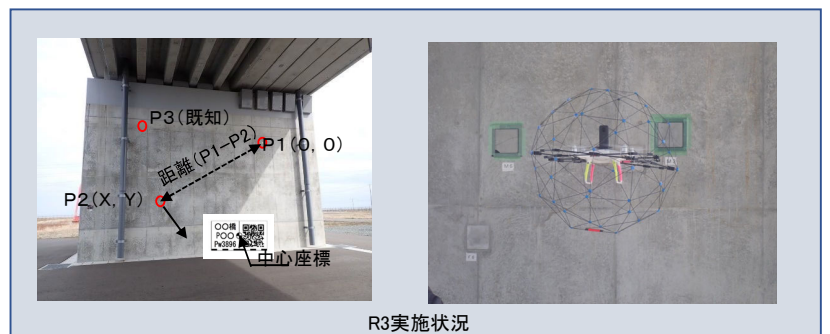 P3(既知)
P1(0, 0)
距離(P1-P2)
P2(X, Y)
〇〇橋
P〇〇
Pw3896
中心座標
R3実施状況